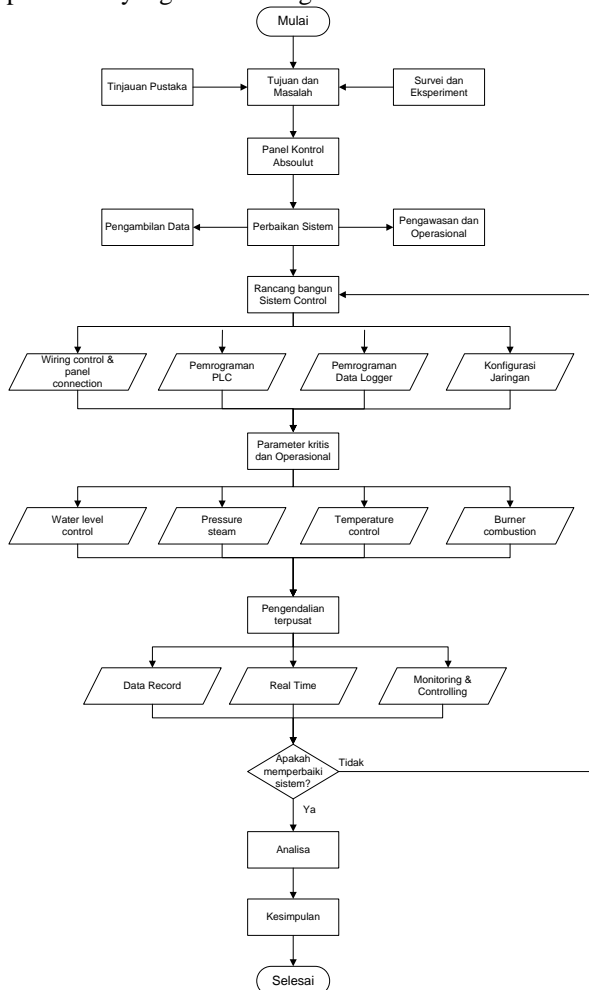 Mulai
Tinjauan Pustaka
Tujuan dan
Masalah
Survei dan
Eksperiment
Panel Kontrol
Absoulut
Pengambilan Data
Perbaikan Sistem
Pengawasan dan
Operasional
Rancang bangun
Sistem Control
Wiring control &
panel
connection
Pemrograman
PLC
Pemrograman
Data Logger
Konfigurasi
Jaringan
Parameter kritis
dan Operasional
Water level
control
Pressure
steam
Temperature
control
Burner
combustion
Pengendalian
terpusat
Data Record
Real Time
Monitoring &
Controlling
Apakah
memperbaiki
sistem?
Tidak
Ya
Analisa
Kesimpulan
Selesai